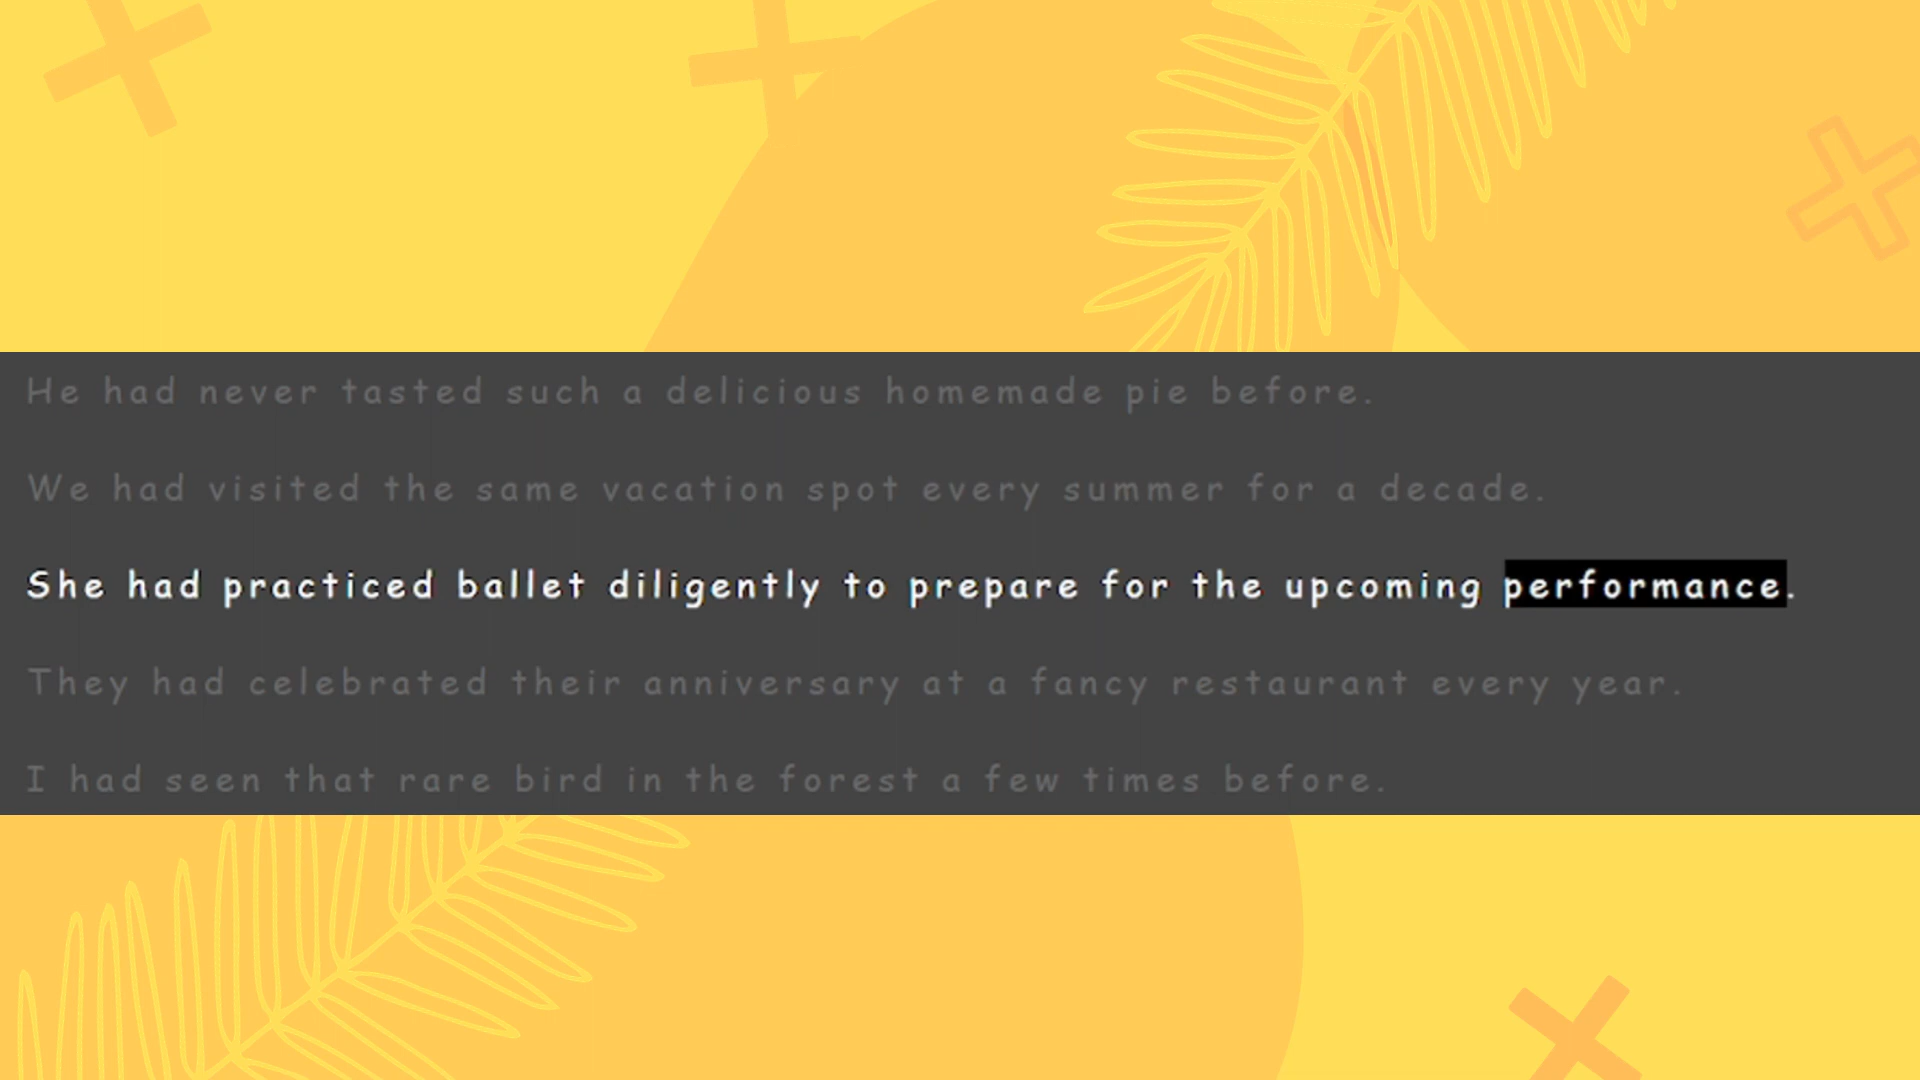 He had never tasted such a delicious homemade pie before.
We had visited the same vacation spot every summer for a decade.
She had practiced ballet diligently to prepare for the upcoming performance.
They had celebrated their anniversary at a fancy restaurant every year.
I had seen that rare bird in the forest a few times before.